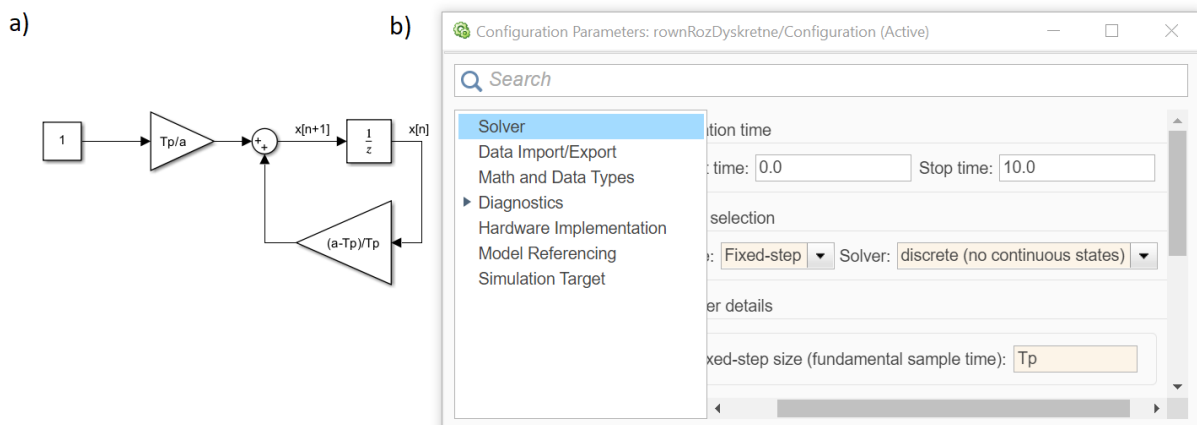 a)
1
Tp/a
+
+
x[n+1]
1
z
x[n]
(a-Tp)/Tp
b)
Configuration Parameters: rownRozDyskretne/Configuration (Active)
Search
Solver
Data Import/Export
Math and Data Types
Diagnostics
Hardware Implementation
Model Referencing
Simulation Target
ation time
t time: 0.0 Stop time: 10.0
selection
e: Fixed-step Solver: discrete (no continuous states)
er details
xed-step size (fundamental sample time): Tp